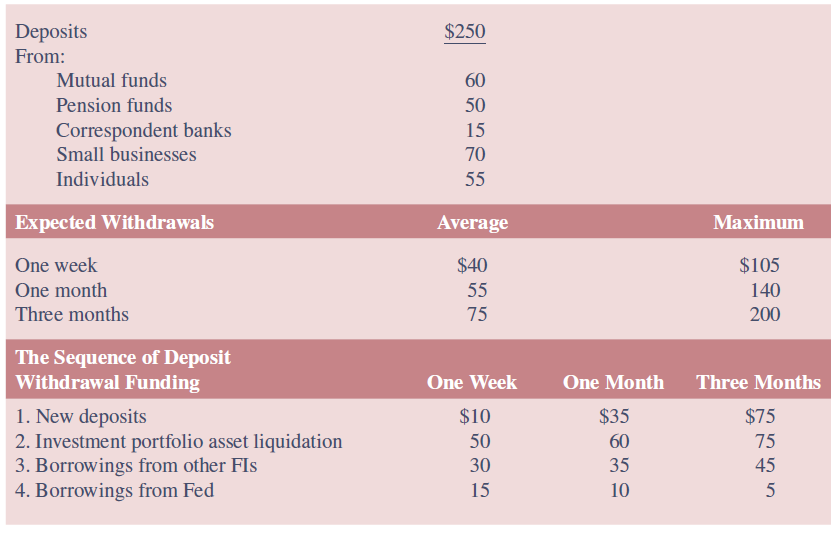 Deposits $250
From:
Mutual funds 60
Pension funds 50
Correspondent banks 15
Small businesses 70
Individuals 55
Expected Withdrawals Average Maximum
One week $40 $105
One month 55 140
Three months 75 200
The Sequence of Deposit
Withdrawal Funding One Week One Month Three Months
1. New deposits $10 $35 $75
2. Investment portfolio asset liquidation 50 60 75
3. Borrowings from other FIs 30 35 45
4. Borrowings from Fed 15 10 5